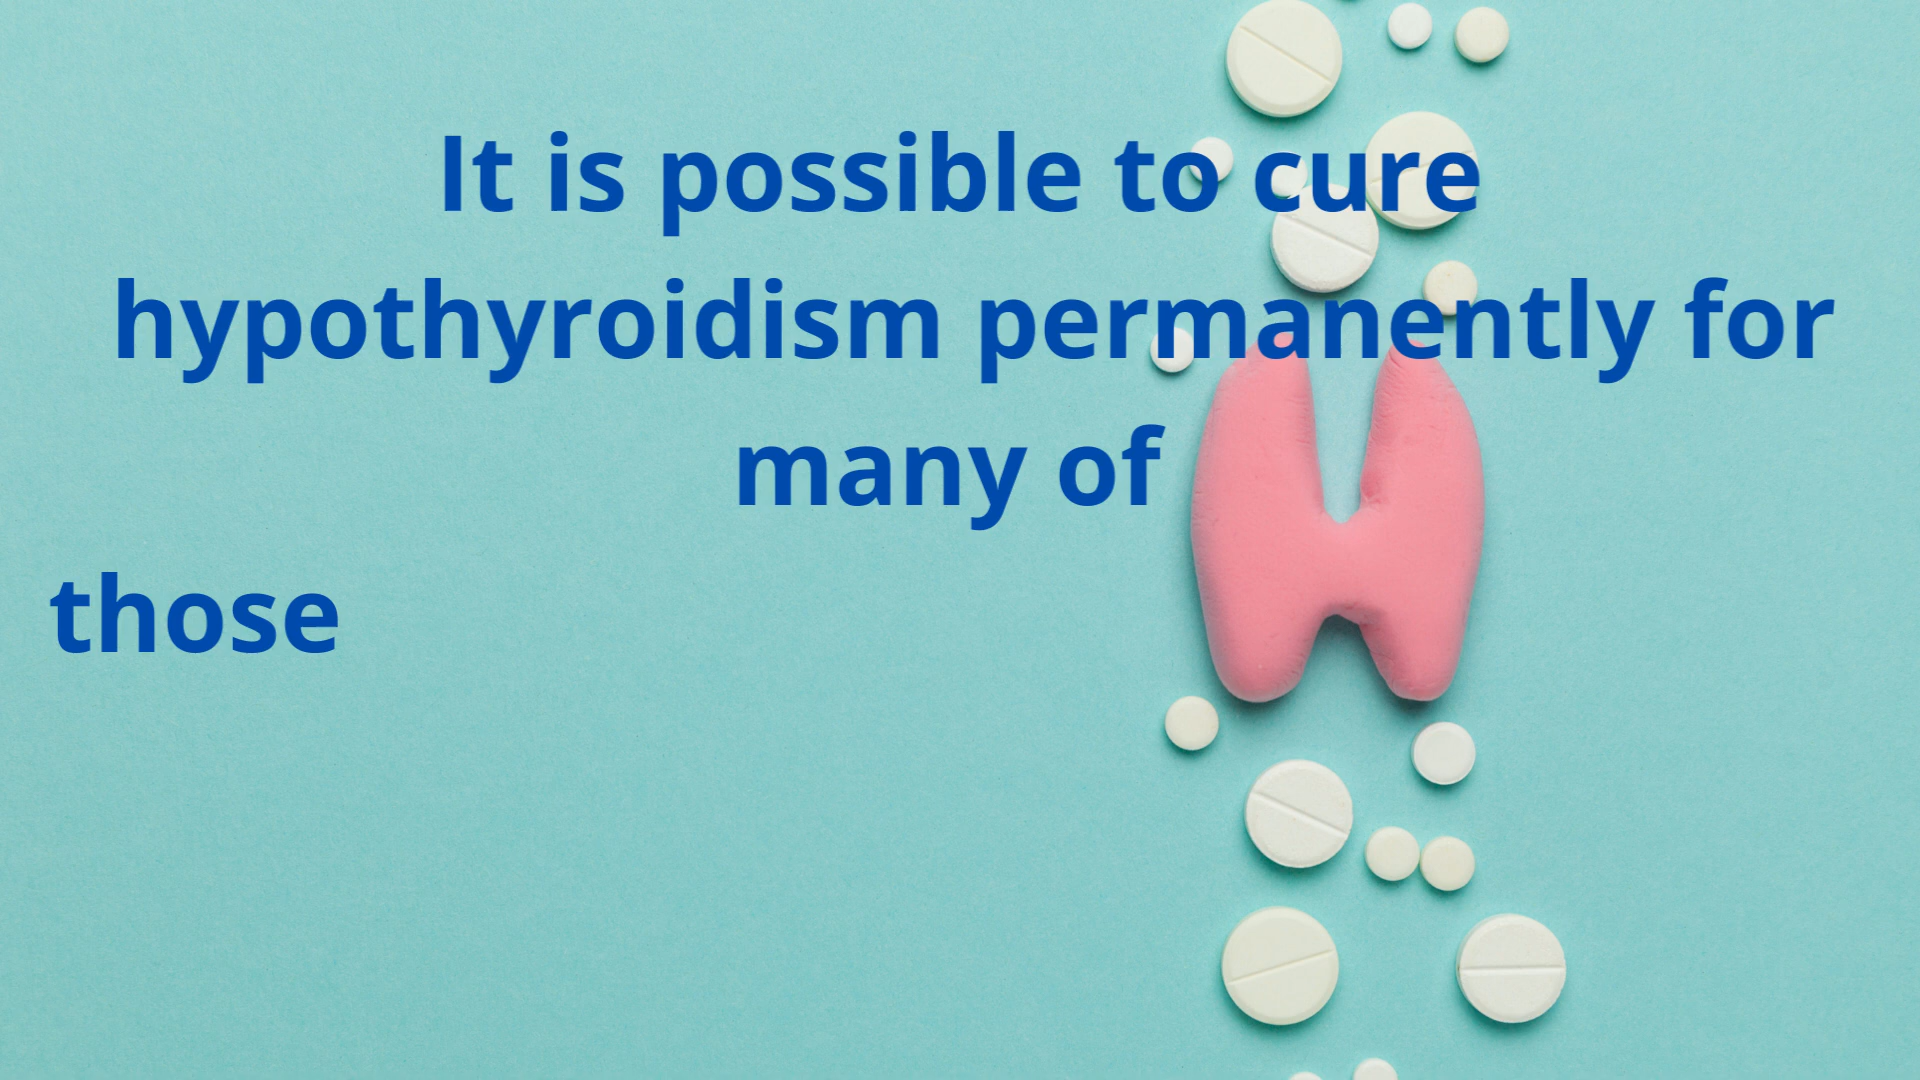 It is possible to cure
hypothyroidism permanently for
many of
those